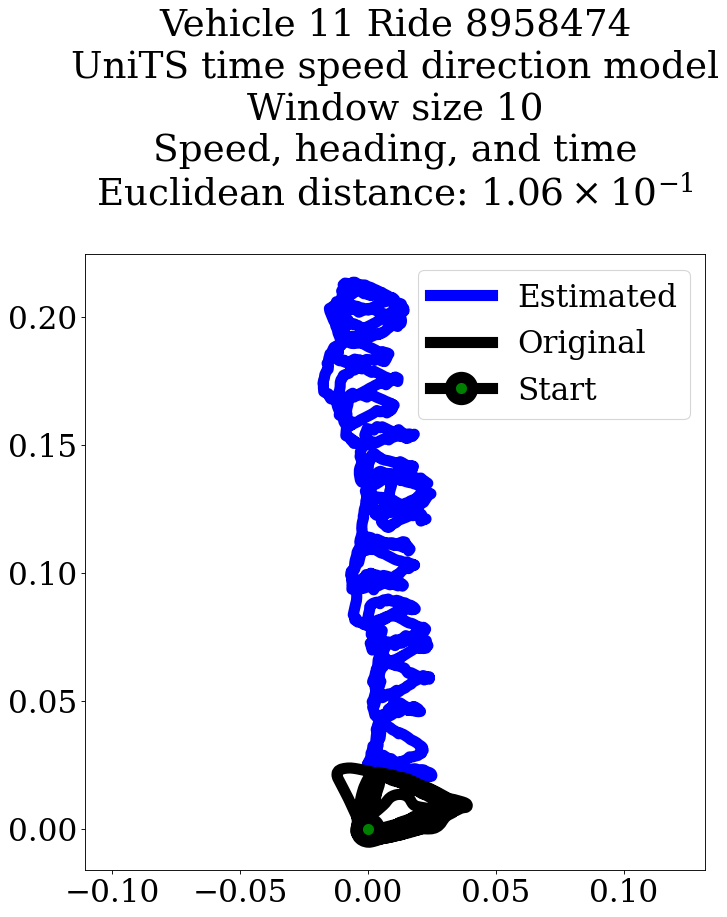 Vehicle 11 Ride 8958474
UniTS time speed direction model
Window size 10
Speed, heading, and time
Euclidean distance: 1.06 × 10⁻¹
Estimated
Original
Start
0.20
0.15
0.10
0.05
0.00
−0.10 −0.05 0.00 0.05 0.10